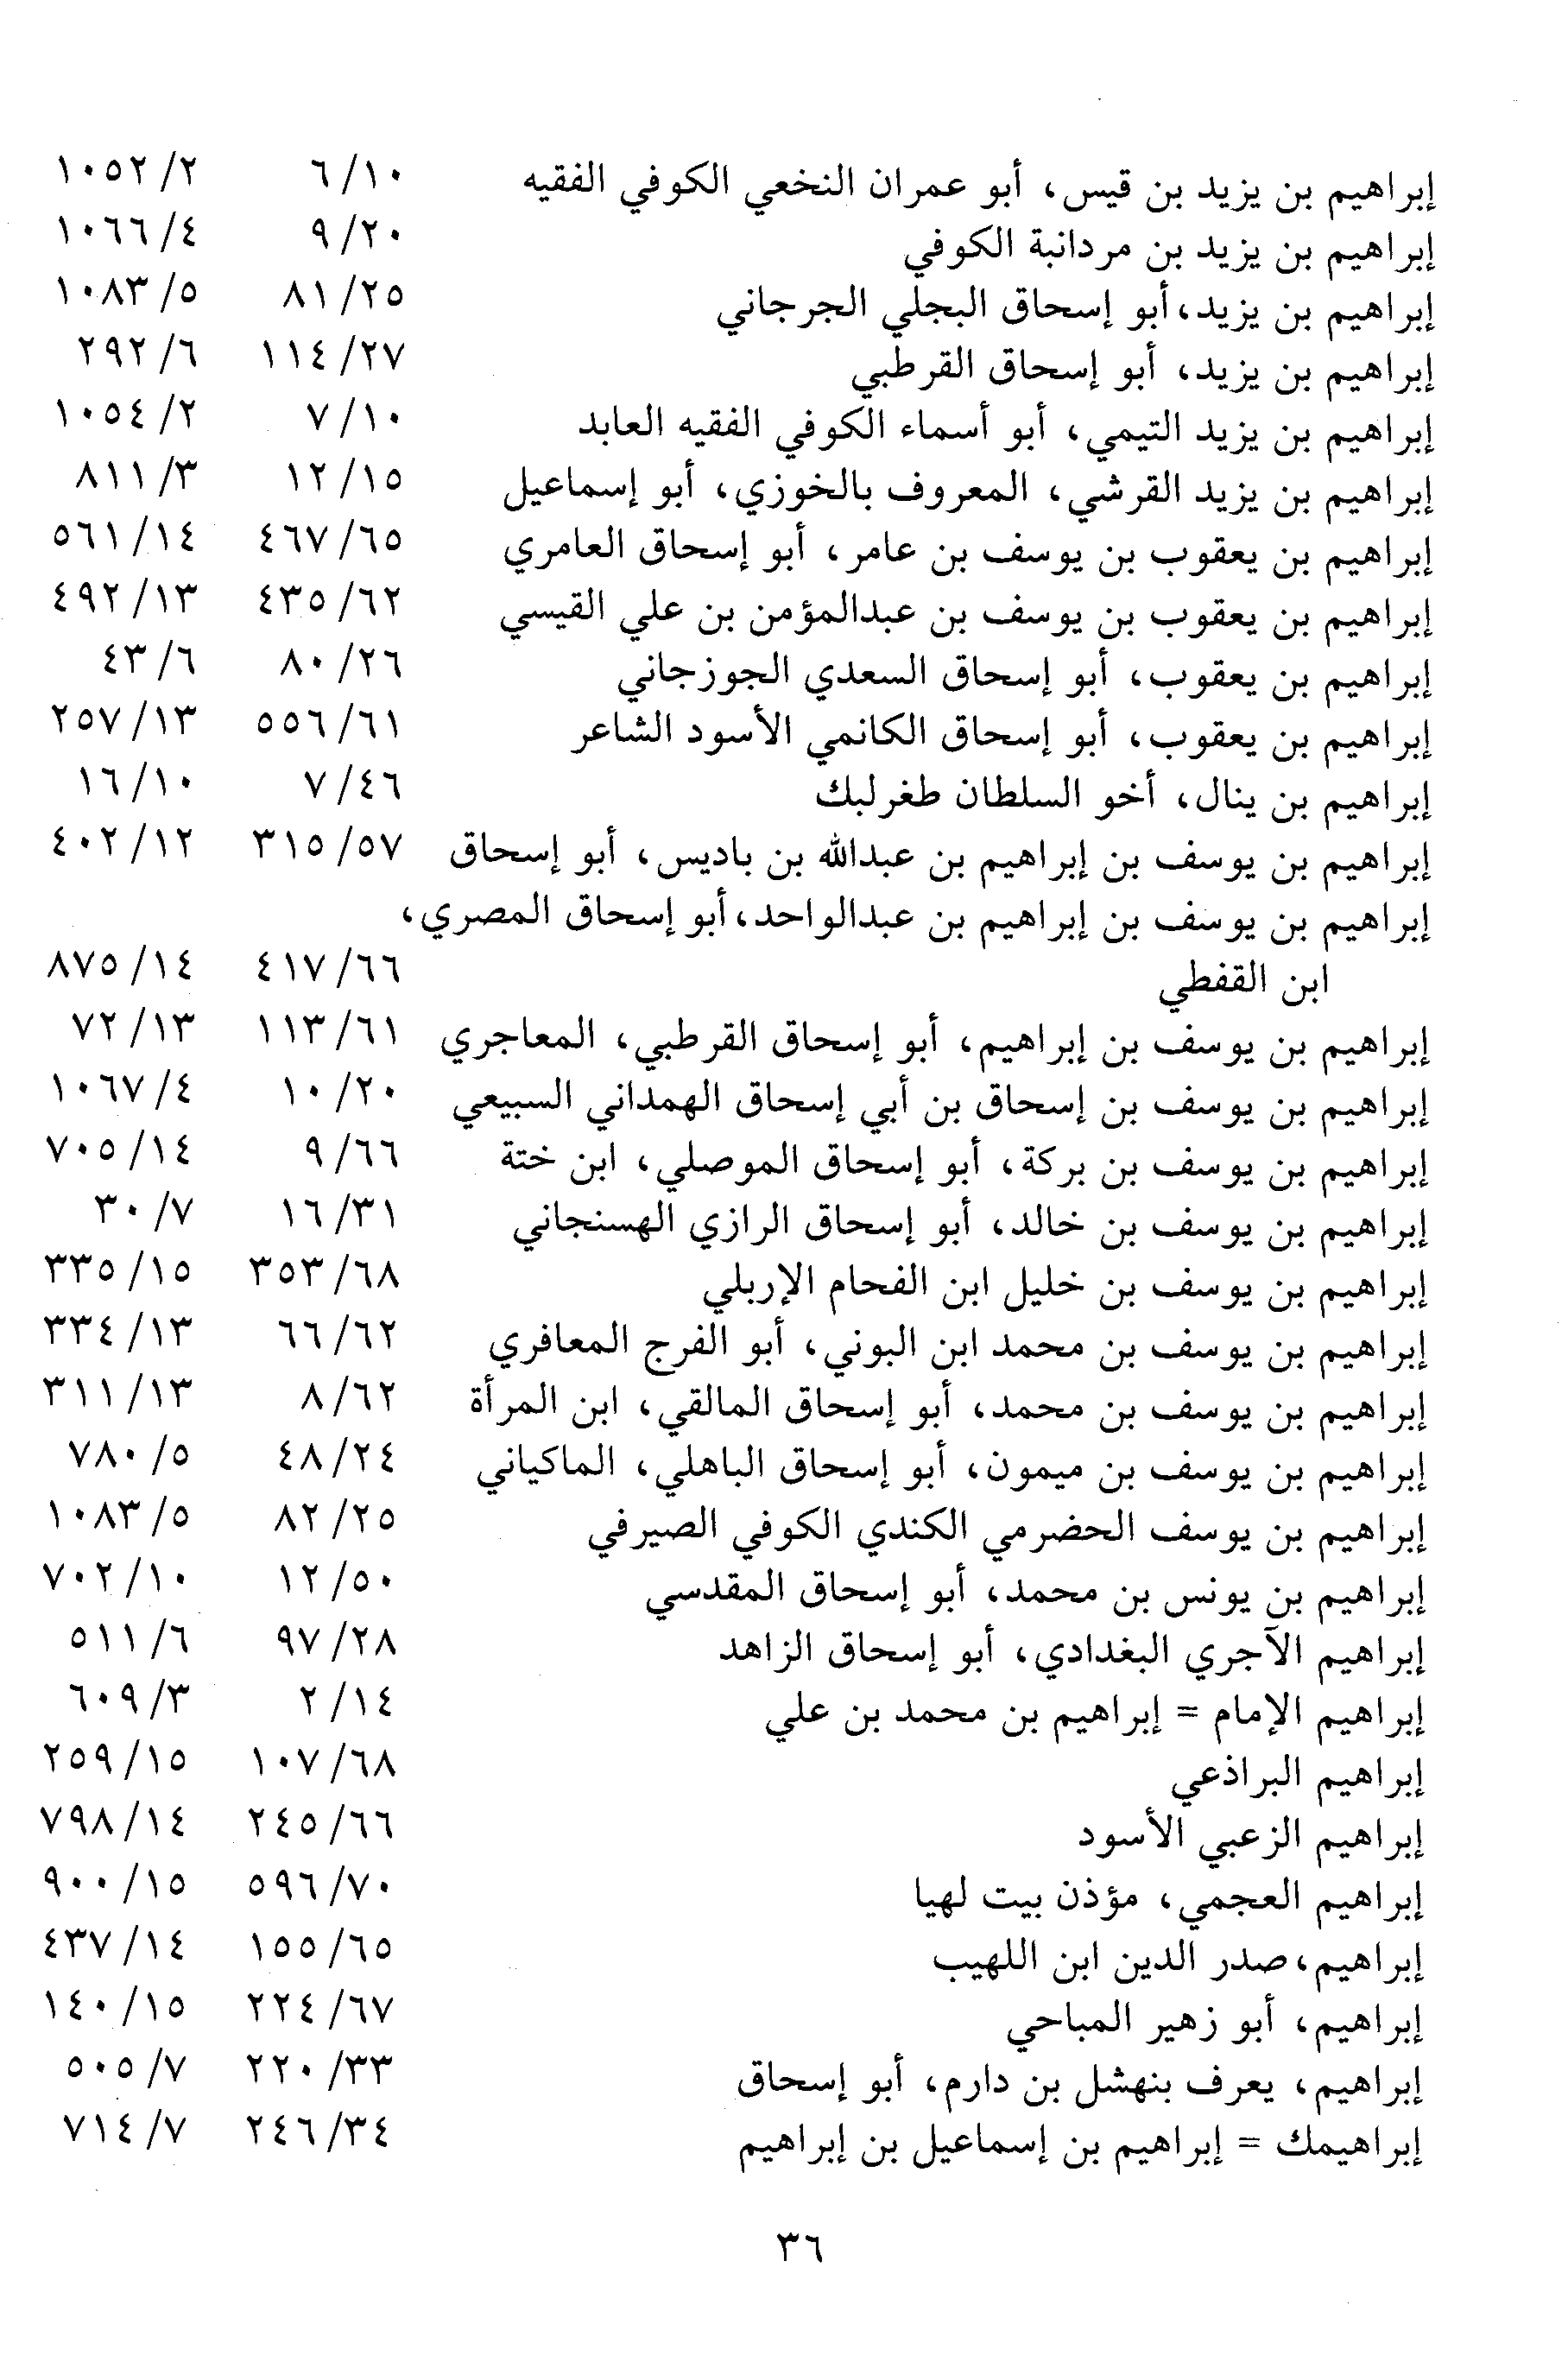 إبراهيم بن يزيد بن قيس، أبو عمران النخعي الكوفي الفقيه ١٠/ ٦ ٢/ ١٠٥٢
إبراهيم بن يزيد بن مردانبة الكوفي ٢٠/ ٩ ٤/ ١٠٦٦
إبراهيم بن يزيد، أبو إسحاق البجلي الجرجاني ٢٥/ ٨١ ٥/ ١٠٨٣
إبراهيم بن يزيد، أبو إسحاق القرطبي ٢٧/ ١١٤ ٦/ ٢٩٢
إبراهيم بن يزيد التيمي، أبو أسماء الكوفي الفقيه العابد ١٠/ ٧ ٢/ ١٠٥٤
إبراهيم بن يزيد القرشي، المعروف بالخوزي، أبو إسماعيل ١٥/ ١٢ ٣/ ٨١١
إبراهيم بن يعقوب بن يوسف بن عامر، أبو إسحاق العامري ٦٥/ ٤٦٧ ١٤/ ٥٦١
إبراهيم بن يعقوب بن يوسف بن عبدالمؤمن بن علي القيسي ٦٢/ ٤٣٥ ١٣/ ٤٩٢
إبراهيم بن يعقوب، أبو إسحاق السعدي الجوزجاني ٢٦/ ٨٠ ٦/ ٤٣
إبراهيم بن يعقوب، أبو إسحاق الكانمي الأسود الشاعر ٦١/ ٥٥٦ ١٣/ ٢٥٧
إبراهيم بن ينال، أخو السلطان طغرلبك ٤٦/ ٧ ١٠/ ١٦
إبراهيم بن يوسف بن إبراهيم بن عبدالله بن باديس، أبو إسحاق ٥٧/ ٣١٥ ١٢/ ٤٠٢
إبراهيم بن يوسف بن إبراهيم بن عبدالواحد، أبو إسحاق المصري،
ابن القفطي ٦٦/ ٤١٧ ١٤/ ٨٧٥
إبراهيم بن يوسف بن إبراهيم، أبو إسحاق القرطبي، المعاجري ٦١/ ١١٣ ١٣/ ٧٢
إبراهيم بن يوسف بن إسحاق بن أبي إسحاق الهمداني السبيعي ٢٠/ ١٠ ٤/ ١٠٦٧
إبراهيم بن يوسف بن بركة، أبو إسحاق الموصلي، ابن ختة ٦٦/ ٩ ١٤/ ٧٠٥
إبراهيم بن يوسف بن خالد، أبو إسحاق الرازي الهسنجاني ٣١/ ١٦ ٧/ ٣٠
إبراهيم بن يوسف بن خليل ابن الفحام الإربلي ٦٨/ ٣٥٣ ١٥/ ٣٣٥
إبراهيم بن يوسف بن محمد ابن البوني، أبو الفرج المعافري ٦٢/ ٦٦ ١٣/ ٣٣٤
إبراهيم بن يوسف بن محمد، أبو إسحاق المالقي، ابن المرأة ٦٢/ ٨ ١٣/ ٣١١
إبراهيم بن يوسف بن ميمون، أبو إسحاق الباهلي، الماكياني ٢٤/ ٤٨ ٥/ ٧٨٠
إبراهيم بن يوسف الحضرمي الكندي الكوفي الصيرفي ٢٥/ ٨٢ ٥/ ١٠٨٣
إبراهيم بن يونس بن محمد، أبو إسحاق المقدسي ٥٠/ ١٢ ١٠/ ٧٠٢
إبراهيم الآجري البغدادي، أبو إسحاق الزاهد ٢٨/ ٩٧ ٦/ ٥١١
إبراهيم الإمام = إبراهيم بن محمد بن علي ١٤/ ٢ ٣/ ٦٠٩
إبراهيم البراذعي ٦٨/ ١٠٧ ١٥/ ٢٥٩
إبراهيم الزعبي الأسود ٦٦/ ٢٤٥ ١٤/ ٧٩٨
إبراهيم العجمي، مؤذن بيت لهيا ٧٠/ ٥٩٦ ١٥/ ٩٠٠
إبراهيم، صدر الدين ابن اللهيب ٦٥/ ١٥٥ ١٤/ ٤٣٧
إبراهيم، أبو زهير المباحي ٦٧/ ٢٢٤ ١٥/ ١٤٠
إبراهيم، يعرف بنهشل بن دارم، أبو إسحاق ٣٣/ ٢٢٠ ٧/ ٥٠٥
إبراهيمك = إبراهيم بن إسماعيل بن إبراهيم ٣٤/ ٢٤٦ ٧/ ٧١٤
٣٦